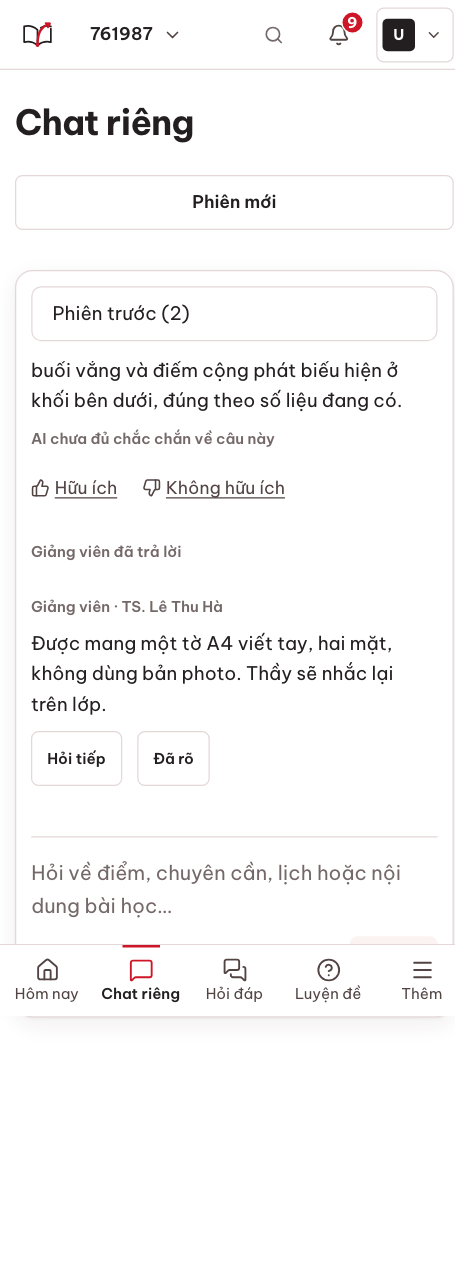 761987
9
U
Chat riêng
Phiên mới
Phiên trước (2)
buổi vắng và điểm cộng phát biểu hiện ở
khối bên dưới, đúng theo số liệu đang có.
AI chưa đủ chắc chắn về câu này
Hữu ích
Không hữu ích
Giảng viên đã trả lời
Giảng viên · TS. Lê Thu Hà
Được mang một tờ A4 viết tay, hai mặt,
không dùng bản photo. Thầy sẽ nhắc lại
trên lớp.
Hỏi tiếp
Đã rõ
Hỏi về điểm, chuyên cần, lịch hoặc nội
dung bài học...
Hôm nay
Chat riêng
Hỏi đáp
Luyện đề
Thêm